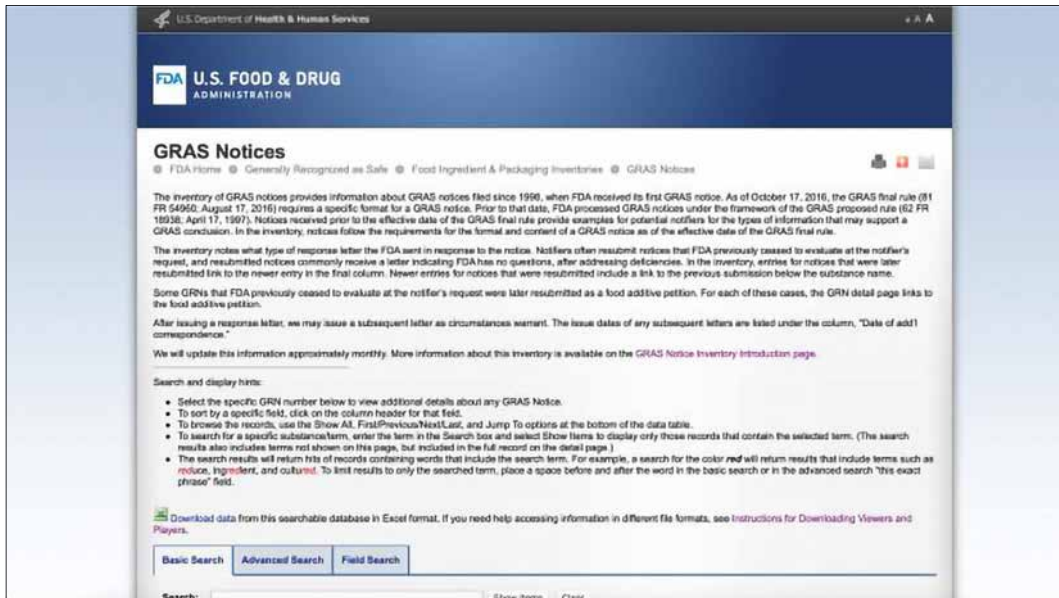 U.S. Department of Health & Human Services
A A A
FDA U.S. FOOD & DRUG
ADMINISTRATION
GRAS Notices
FDA Home Generally Recognized as Safe Food Ingredient & Packaging Inventories GRAS Notices
The inventory of GRAS notices provides information about GRAS notices filed since 1998, when FDA received its first GRAS notice. As of October 17, 2016, the GRAS final rule (81
FR 54960; August 17, 2016) requires a specific format for a GRAS notice. Prior to that date, FDA processed GRAS notices under the framework of the GRAS proposed rule (62 FR
18938; April 17, 1997). Notices received prior to the effective date of the GRAS final rule provide examples for potential notifiers for the types of information that may support a
GRAS conclusion. In the inventory, notices follow the requirements for the format and content of a GRAS notice as of the effective date of the GRAS final rule.
The inventory notes what type of response letter the FDA sent in response to the notice. Notifiers often resubmit notices that FDA previously ceased to evaluate at the notifier's
request, and resubmitted notices commonly receive a letter indicating FDA has no questions, after addressing deficiencies. In the inventory, entries for notices that were later
resubmitted link to the newer entry in the final column. Newer entries for notices that were resubmitted include a link to the previous submission below the substance name.
Some GRNs that FDA previously ceased to evaluate at the notifier's request were later resubmitted as a food additive petition. For each of these cases, the GRN detail page links to
the food additive petition.
After issuing a response letter, we may issue a subsequent letter as circumstances warrant. The issue dates of any subsequent letters are listed under the column, "Date of add'l
correspondence."
We will update this information approximately monthly. More information about this inventory is available on the GRAS Notice Inventory Introduction page.
Search and display hints:
• Select the specific GRN number below to view additional details about any GRAS Notice.
• To sort by a specific field, click on the column header for that field.
• To browse the records, use the Show All, First/Previous/Next/Last, and Jump To options at the bottom of the data table.
• To search for a specific substance/term, enter the term in the Search box and select Show Items to display only those records that contain the selected term. (The search
results also includes terms not shown on this page, but included in the full record on the detail page.)
• The search results will return hits of records containing words that include the search term. For example, a search for the color red will return results that include terms such as
reduce, ingredient, and cultured. To limit results to only the searched term, place a space before and after the word in the basic search or in the advanced search "this exact
phrase" field.
Download data from this searchable database in Excel format. If you need help accessing information in different file formats, see Instructions for Downloading Viewers and
Players.
Basic Search Advanced Search Field Search
Search: Show Items Clear